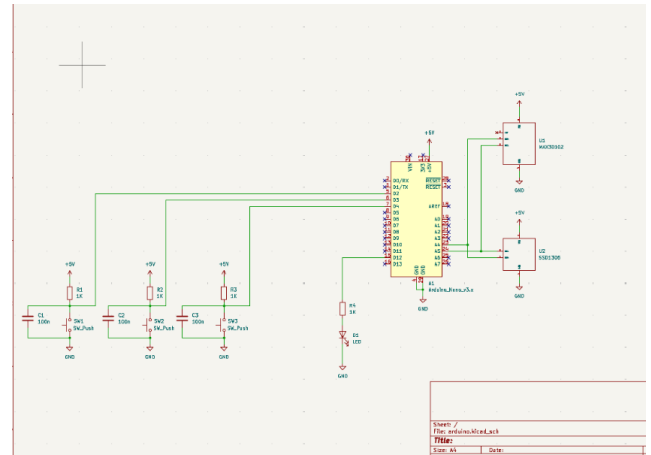 +5V
U1
MAX30102
GND
+5V
VIN
3V3
+5V
D0/RX
D1/TX
D2
D3
D4
D5
D6
D7
D8
D9
D10
D11
D12
D13
RESET
RESET
AREF
A0
A1
A2
A3
A4
A5
A6
A7
GND
GND
A1
Arduino_Nano_v3.x
GND
+5V
U2
SSD1306
GND
+5V
R1
1K
C1
100n
SW1
SW_Push
GND
+5V
R2
1K
C2
100n
SW2
SW_Push
GND
+5V
R3
1K
C3
100n
SW3
SW_Push
GND
1K
D1
LED
GND
Sheet: /
File: arduino.kicad_sch
Title:
Size: A4
Date: